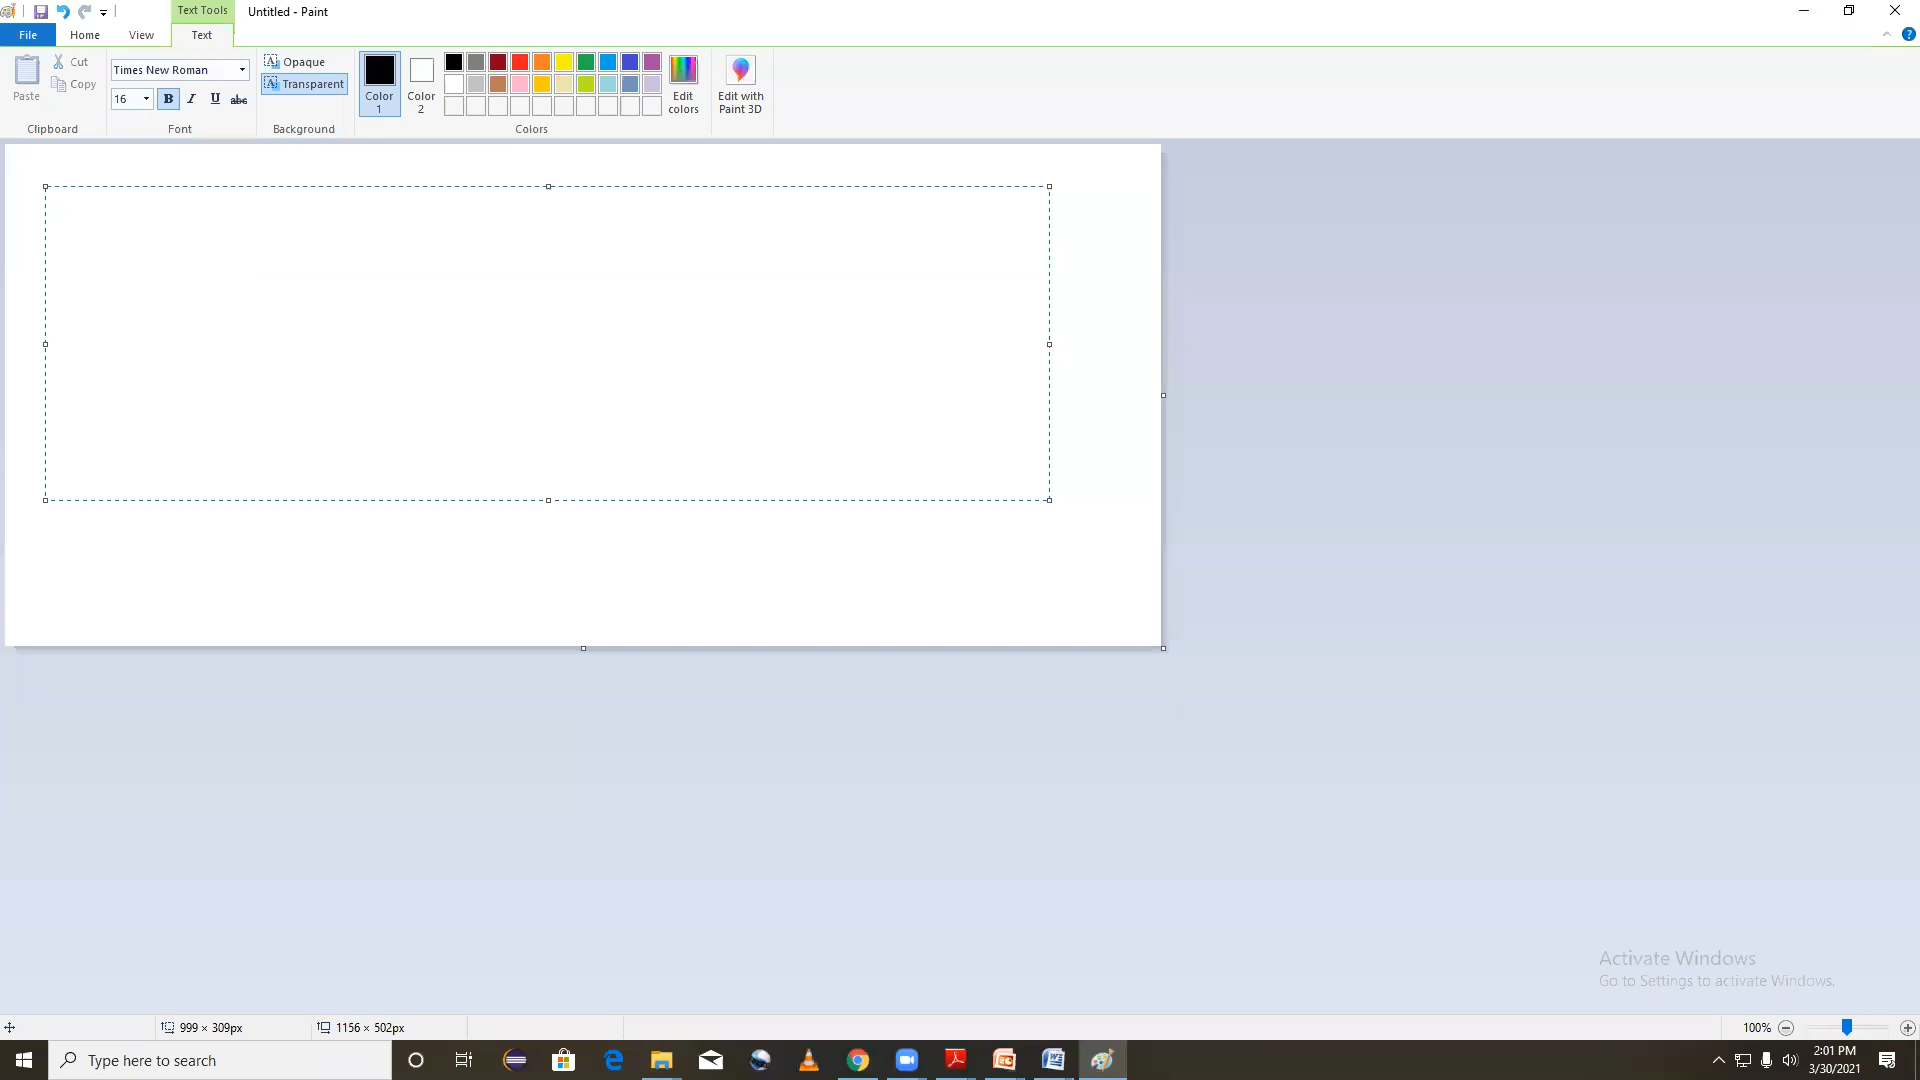 Text Tools
Untitled - Paint
File
Home
View
Text
Paste
Cut
Copy
Clipboard
Times New Roman
16
B
I
U
abc
Font
Opaque
Transparent
Background
Color
1
Color
2
Colors
Edit
colors
Edit with
Paint 3D
Activate Windows
Go to Settings to activate Windows.
999 × 309px
1156 × 502px
100%
Type here to search
2:01 PM
3/30/2021